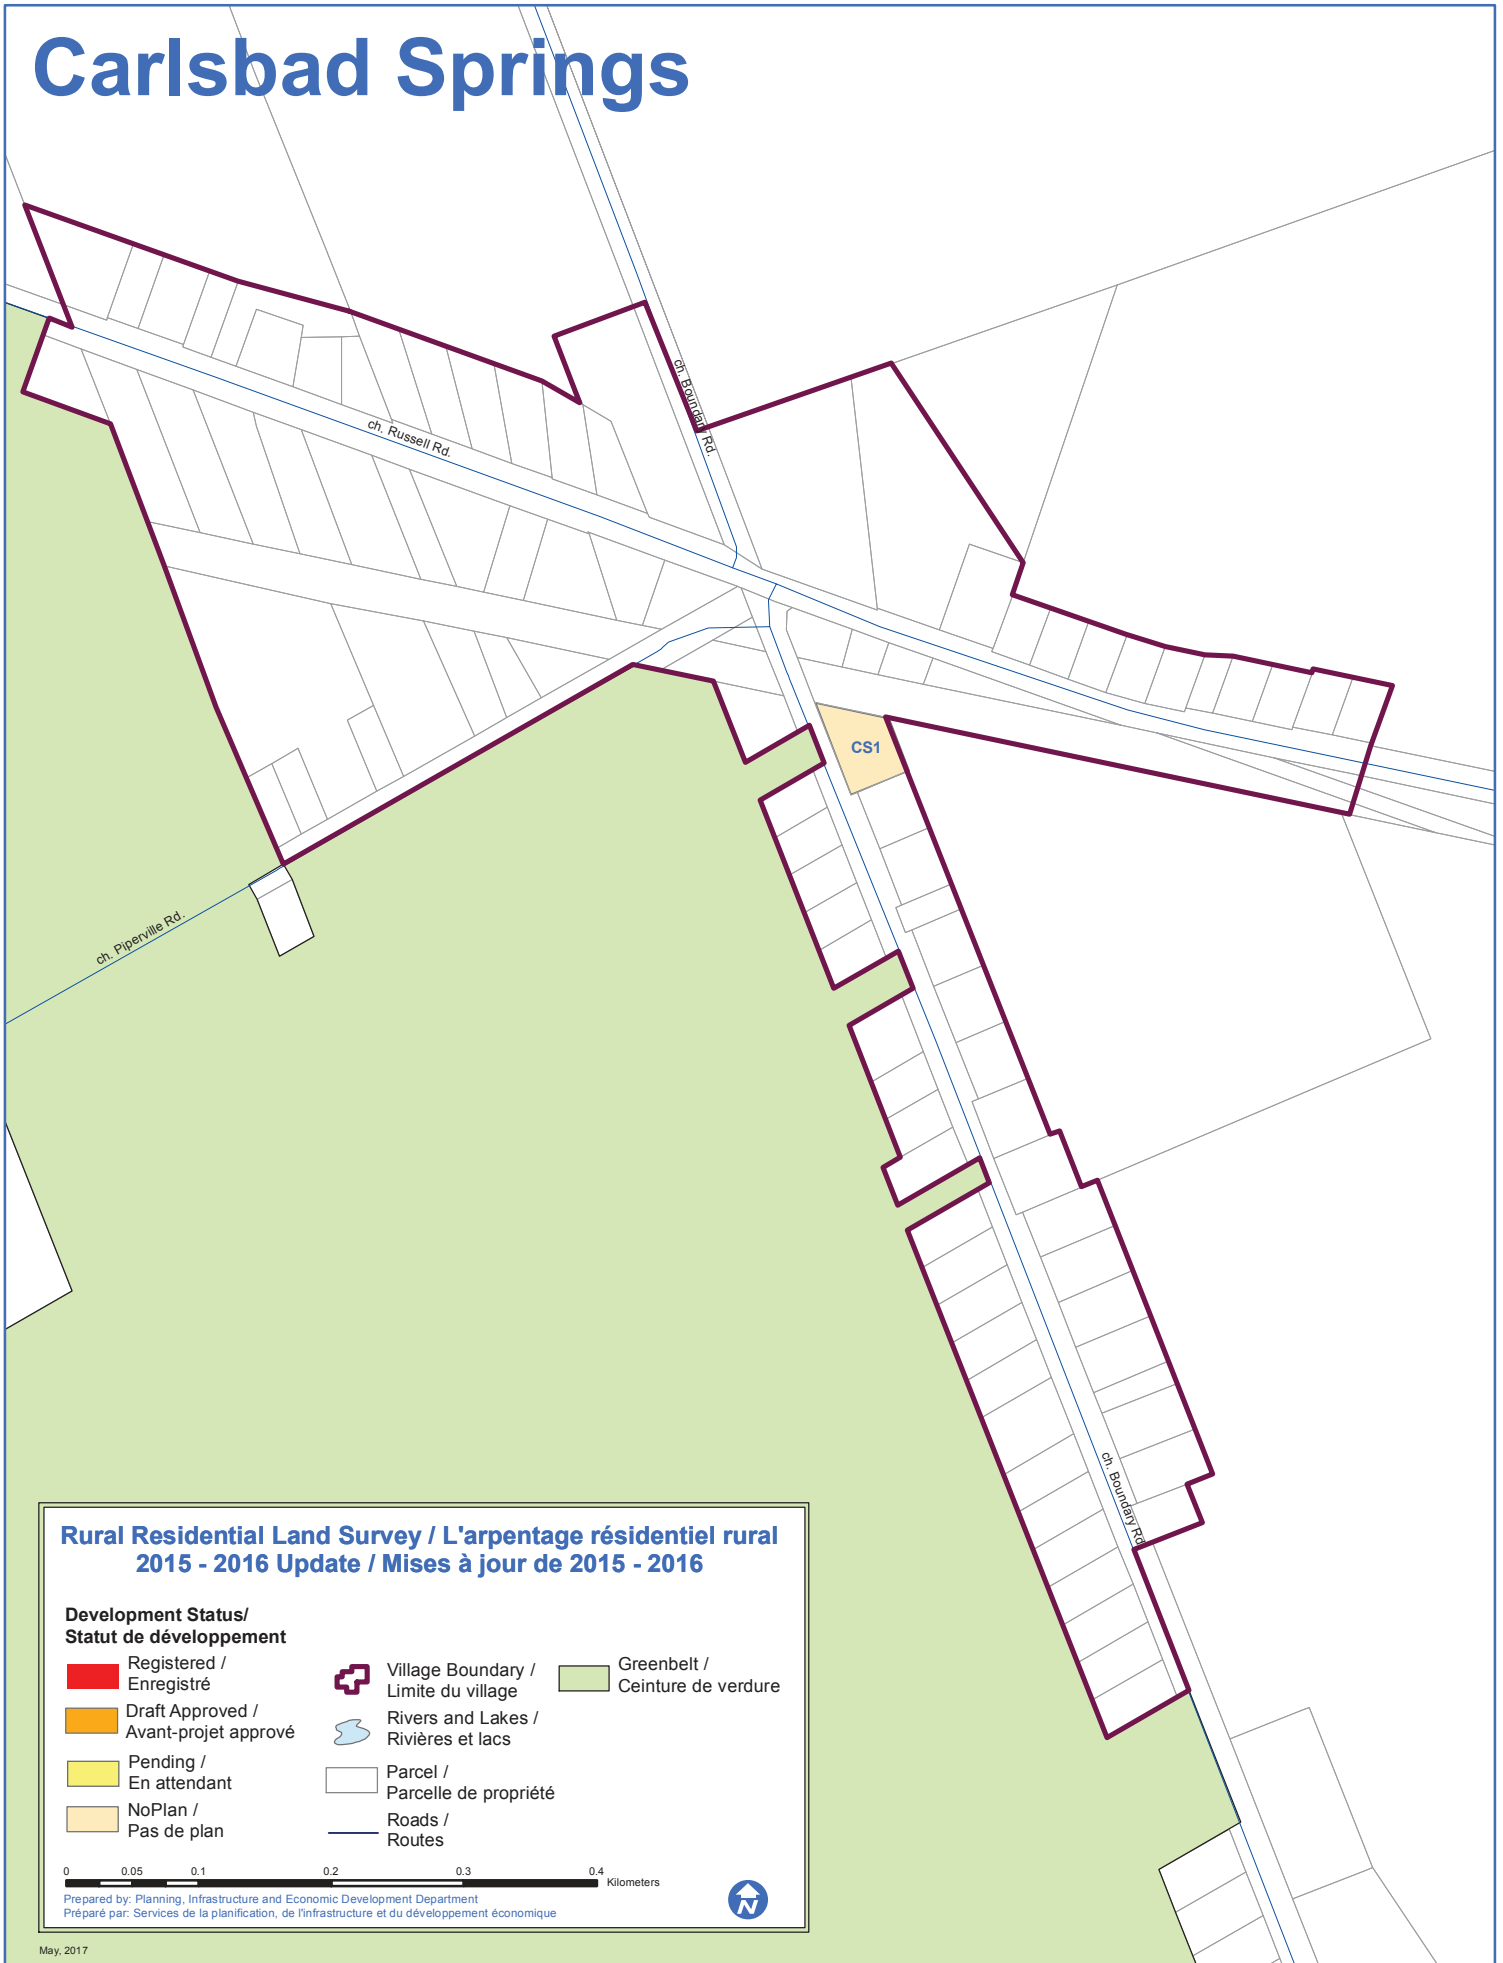 Carlsbad Springs
ch. Boundary Rd.
ch. Russell Rd.
CS1
ch. Piperville Rd.
ch. Boundary Rd.
Rural Residential Land Survey / L'arpentage résidentiel rural
2015 - 2016 Update / Mises à jour de 2015 - 2016
Development Status/
Statut de développement
Registered /
Enregistré
Draft Approved /
Avant-projet apprové
Pending /
En attendant
NoPlan /
Pas de plan
Village Boundary /
Limite du village
Rivers and Lakes /
Rivières et lacs
Parcel /
Parcelle de propriété
Roads /
Routes
Greenbelt /
Ceinture de verdure
0 0.05 0.1 0.2 0.3 0.4
Kilometers
Prepared by: Planning, Infrastructure and Economic Development Department
Préparé par: Services de la planification, de l'infrastructure et du développement économique
N
May, 2017